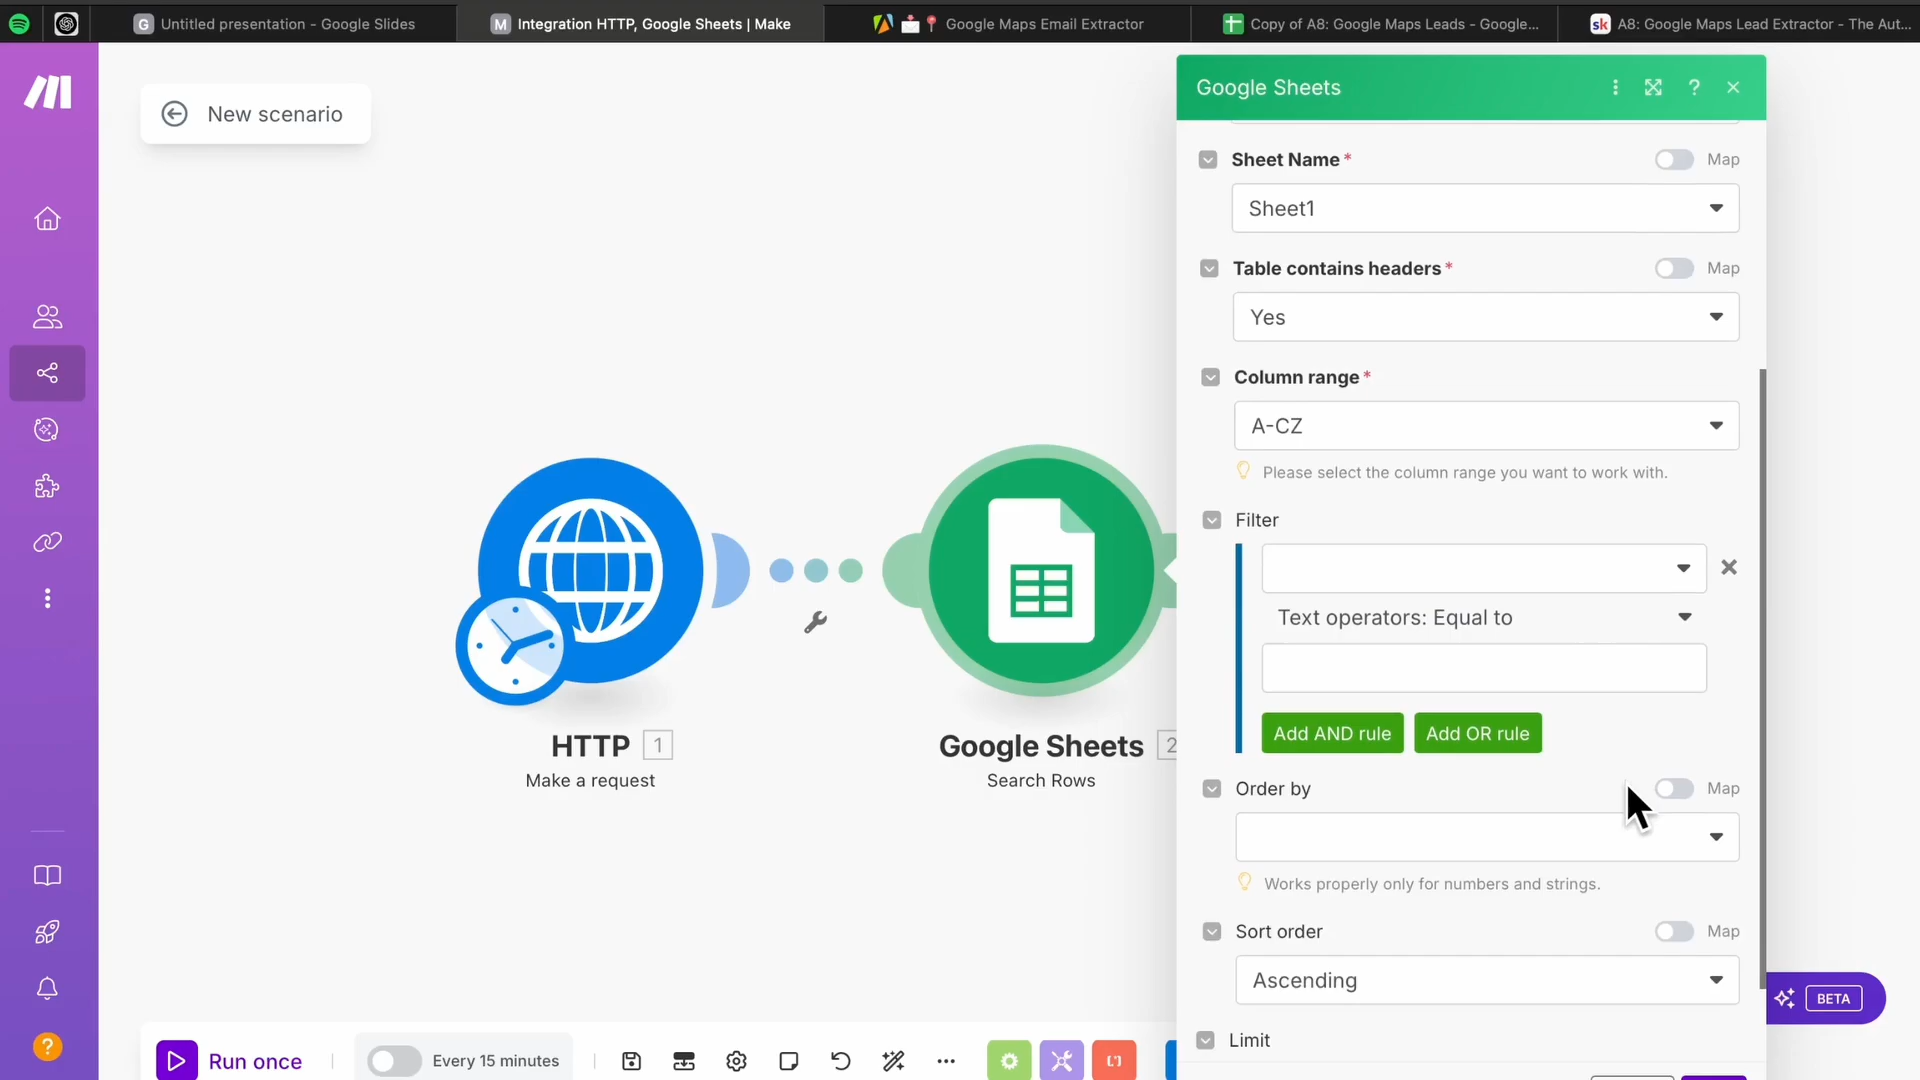 Untitled presentation - Google Slides
Integration HTTP, Google Sheets | Make
Google Maps Email Extractor
Copy of A8: Google Maps Leads - Google...
A8: Google Maps Lead Extractor - The Aut...
New scenario
Google Sheets
Sheet Name*
Map
Sheet1
Table contains headers*
Map
Yes
Column range*
A-CZ
Please select the column range you want to work with.
Filter
Text operators: Equal to
Add AND rule
Add OR rule
Order by
Map
Works properly only for numbers and strings.
Sort order
Map
Ascending
Limit
HTTP 1
Make a request
Google Sheets 2
Search Rows
BETA
Run once
Every 15 minutes